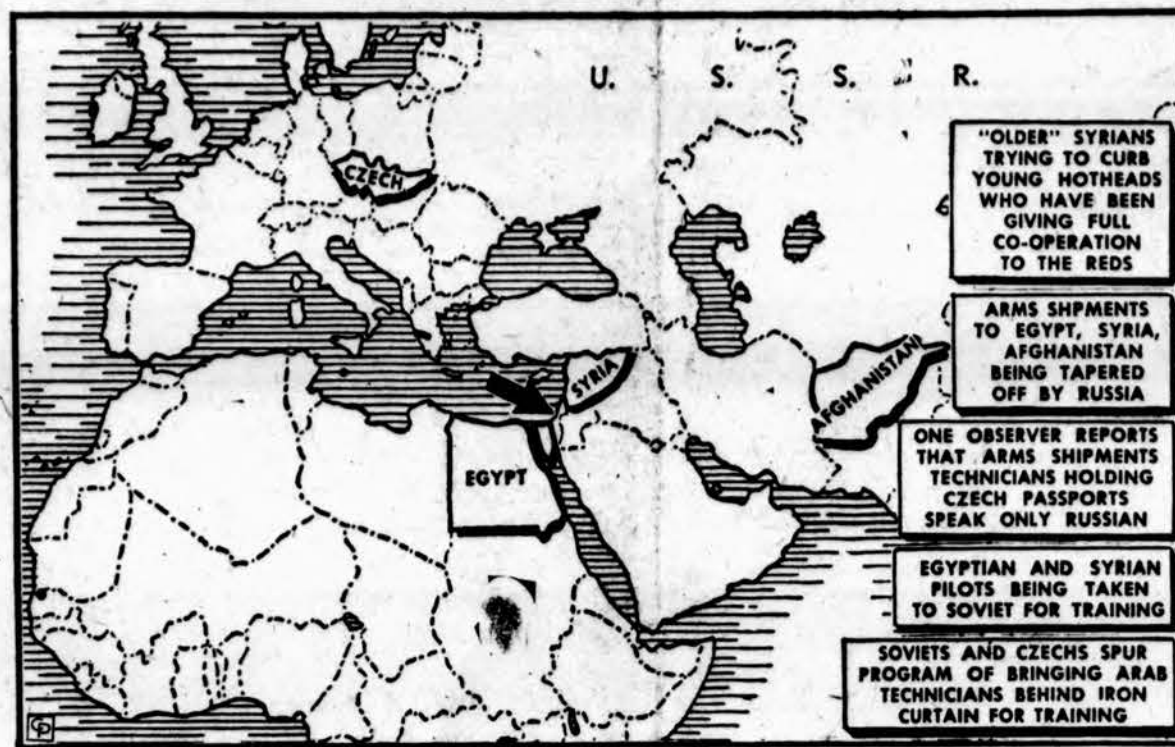 U. S. S. R.
CZECH
SYRIA
AFGHANISTAN
EGYPT
"OLDER" SYRIANS
TRYING TO CURB
YOUNG HOTHEADS
WHO HAVE BEEN
GIVING FULL
CO-OPERATION
TO THE REDS
ARMS SHPMENTS
TO EGYPT, SYRIA,
AFGHANISTAN
BEING TAPERED
OFF BY RUSSIA
ONE OBSERVER REPORTS
THAT ARMS SHIPMENTS
TECHNICIANS HOLDING
CZECH PASSPORTS
SPEAK ONLY RUSSIAN
EGYPTIAN AND SYRIAN
PILOTS BEING TAKEN
TO SOVIET FOR TRAINING
SOVIETS AND CZECHS SPUR
PROGRAM OF BRINGING ARAB
TECHNICIANS BEHIND IRON
CURTAIN FOR TRAINING
CP